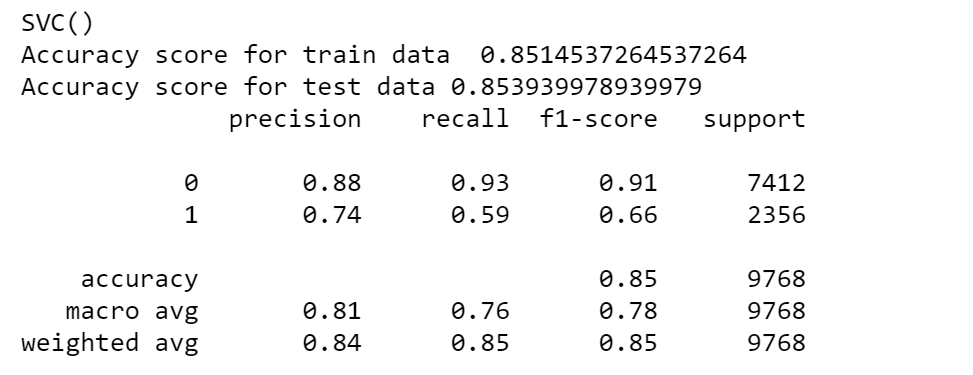 SVC()
Accuracy score for train data  0.8514537264537264
Accuracy score for test data 0.853939978939979
              precision    recall  f1-score   support

           0       0.88      0.93      0.91      7412
           1       0.74      0.59      0.66      2356

    accuracy                           0.85      9768
   macro avg       0.81      0.76      0.78      9768
weighted avg       0.84      0.85      0.85      9768